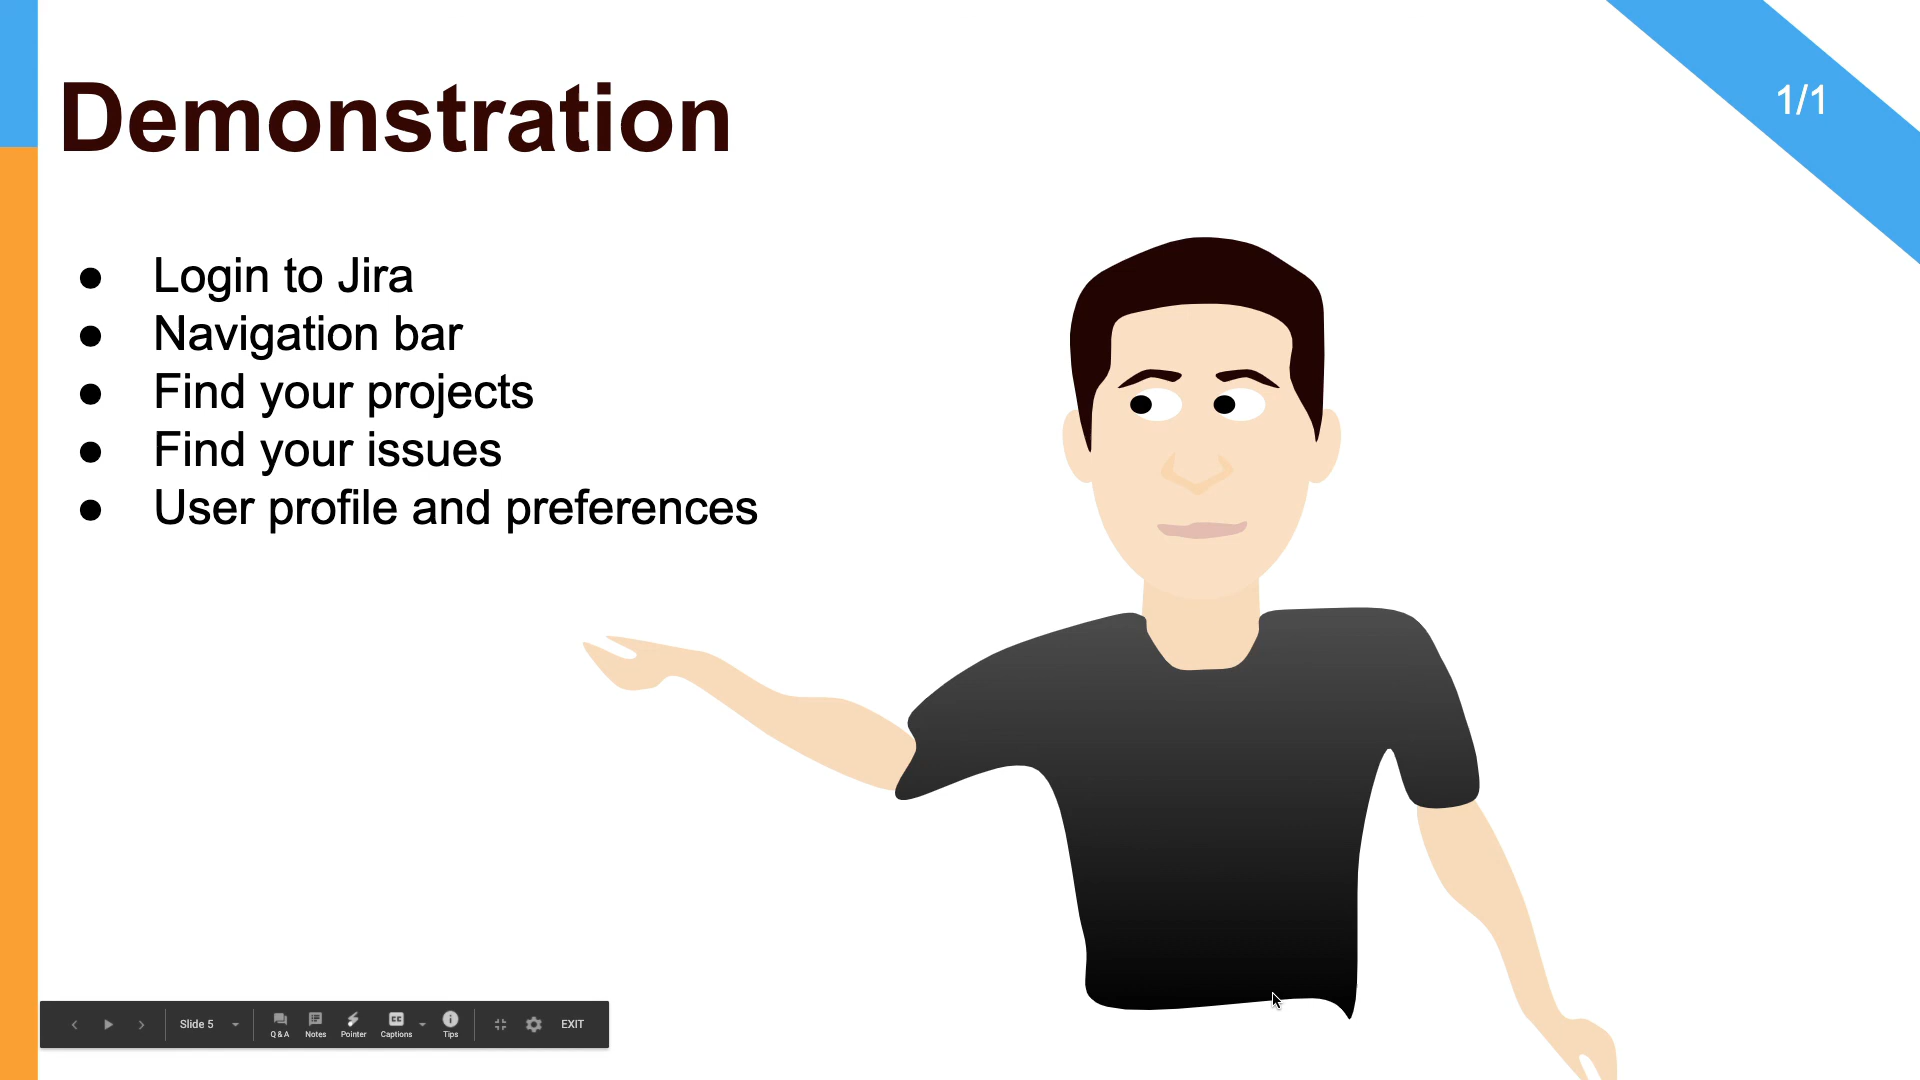 Demonstration
1/1
● Login to Jira
● Navigation bar
● Find your projects
● Find your issues
● User profile and preferences
Slide 5
Q & A
Notes
Pointer
CC
Captions
Tips
EXIT